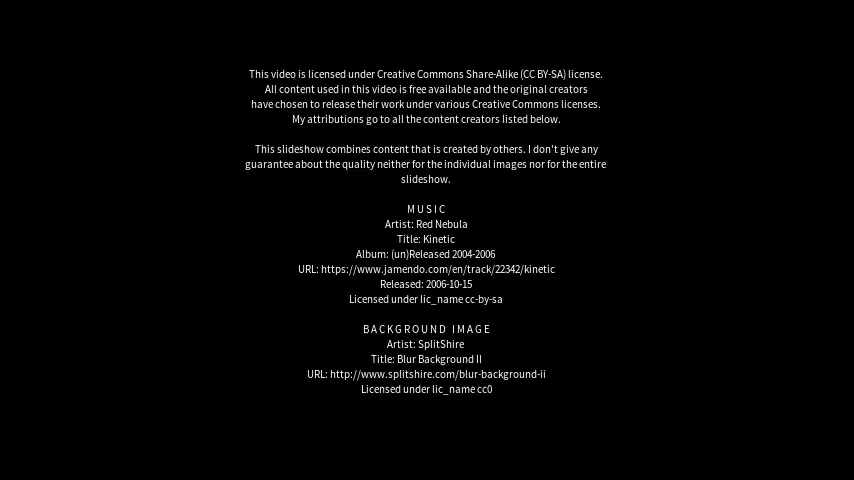 This video is licensed under Creative Commons Share-Alike (CC BY-SA) license.
All content used in this video is free available and the original creators
have chosen to release their work under various Creative Commons licenses.
My attributions go to all the content creators listed below.
This slideshow combines content that is created by others. I don't give any
guarantee about the quality neither for the individual images nor for the entire
slideshow.
MUSIC
Artist: Red Nebula
Title: Kinetic
Album: (un)Released 2004-2006
URL: https://www.jamendo.com/en/track/22342/kinetic
Released: 2006-10-15
Licensed under lic_name cc-by-sa
BACKGROUND IMAGE
Artist: SplitShire
Title: Blur Background II
URL: http://www.splitshire.com/blur-background-ii
Licensed under lic_name cc0